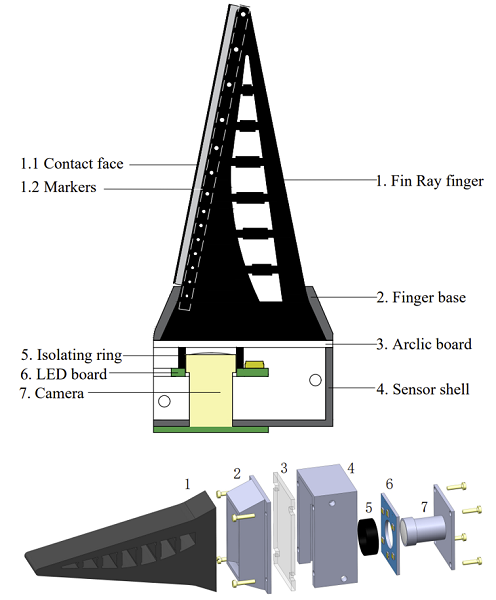 1.1 Contact face
1.2 Markers
1. Fin Ray finger
2. Finger base
3. Arclic board
5. Isolating ring
6. LED board
4. Sensor shell
7. Camera
1
2
3
4
5
6
7